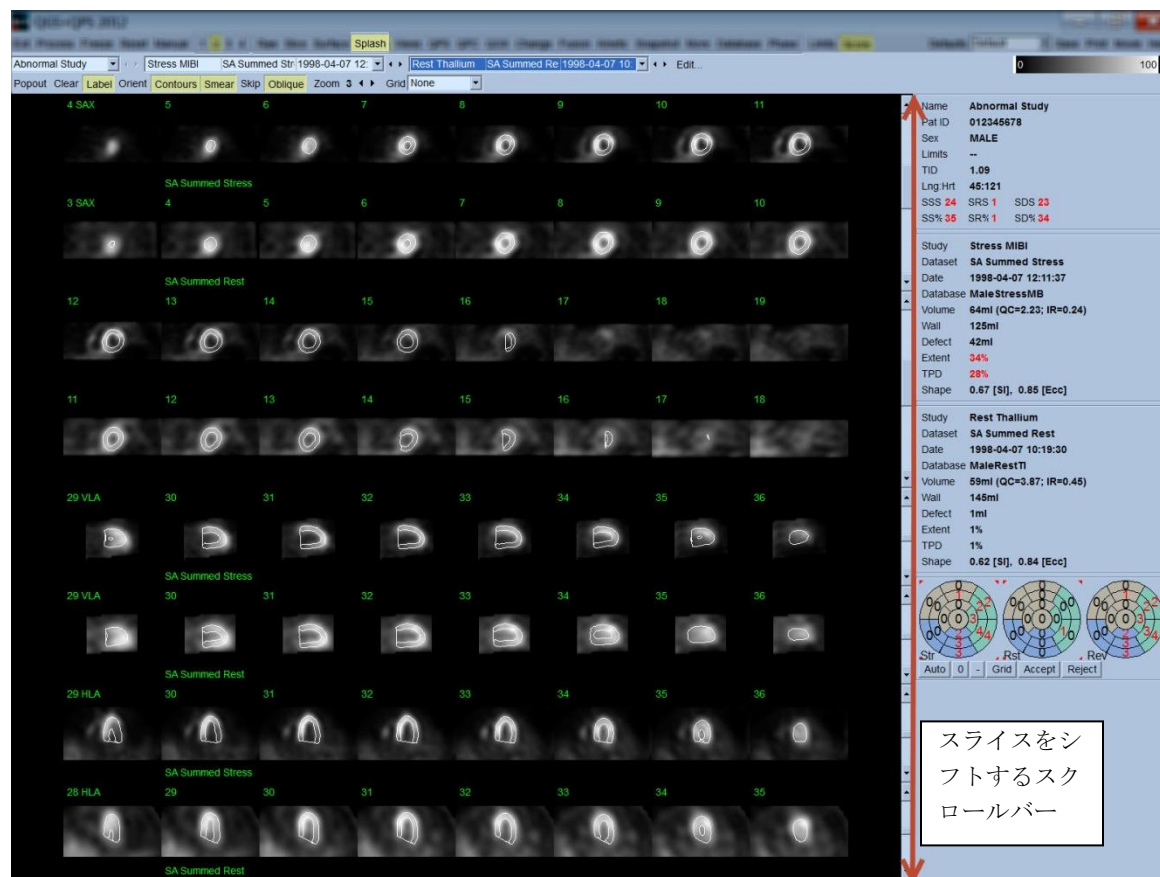 QGS+QPS 2012
Splash
Abnormal Study Stress MIBI SA Summed Str 1998-04-07 12: Rest Thallium SA Summed Re 1998-04-07 10: Edit...
0 100
Popout Clear Label Orient Contours Smear Skip Oblique Zoom 3 Grid None
4 SAX 5 6 7 8 9 10 11
SA Summed Stress
3 SAX 4 5 6 7 8 9 10
SA Summed Rest
12 13 14 15 16 17 18 19
11 12 13 14 15 16 17 18
29 VLA 30 31 32 33 34 35 36
SA Summed Stress
29 VLA 30 31 32 33 34 35 36
SA Summed Rest
29 HLA 30 31 32 33 34 35 36
SA Summed Stress
28 HLA 29 30 31 32 33 34 35
SA Summed Rest
Name Abnormal Study
Pat ID 012345678
Sex MALE
Limits --
TID 1.09
Lng:Hrt 45:121
SSS 24 SRS 1 SDS 23
SS% 35 SR% 1 SD% 34
Study Stress MIBI
Dataset SA Summed Stress
Date 1998-04-07 12:11:37
Database MaleStressMB
Volume 64ml (QC=2.23; IR=0.24)
Wall 125ml
Defect 42ml
Extent 34%
TPD 28%
Shape 0.67 [SI], 0.85 [Ecc]
Study Rest Thallium
Dataset SA Summed Rest
Date 1998-04-07 10:19:30
Database MaleRestTl
Volume 59ml (QC=3.87; IR=0.45)
Wall 145ml
Defect 1ml
Extent 1%
TPD 1%
Shape 0.62 [SI], 0.84 [Ecc]
Str Rst Rev
Auto 0 - Grid Accept Reject
スライスをシ
フトするスク
ロールバー